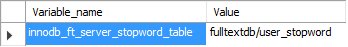 Variable_name Value
innodb_ft_server_stopword_table fulltextdb/user_stopword